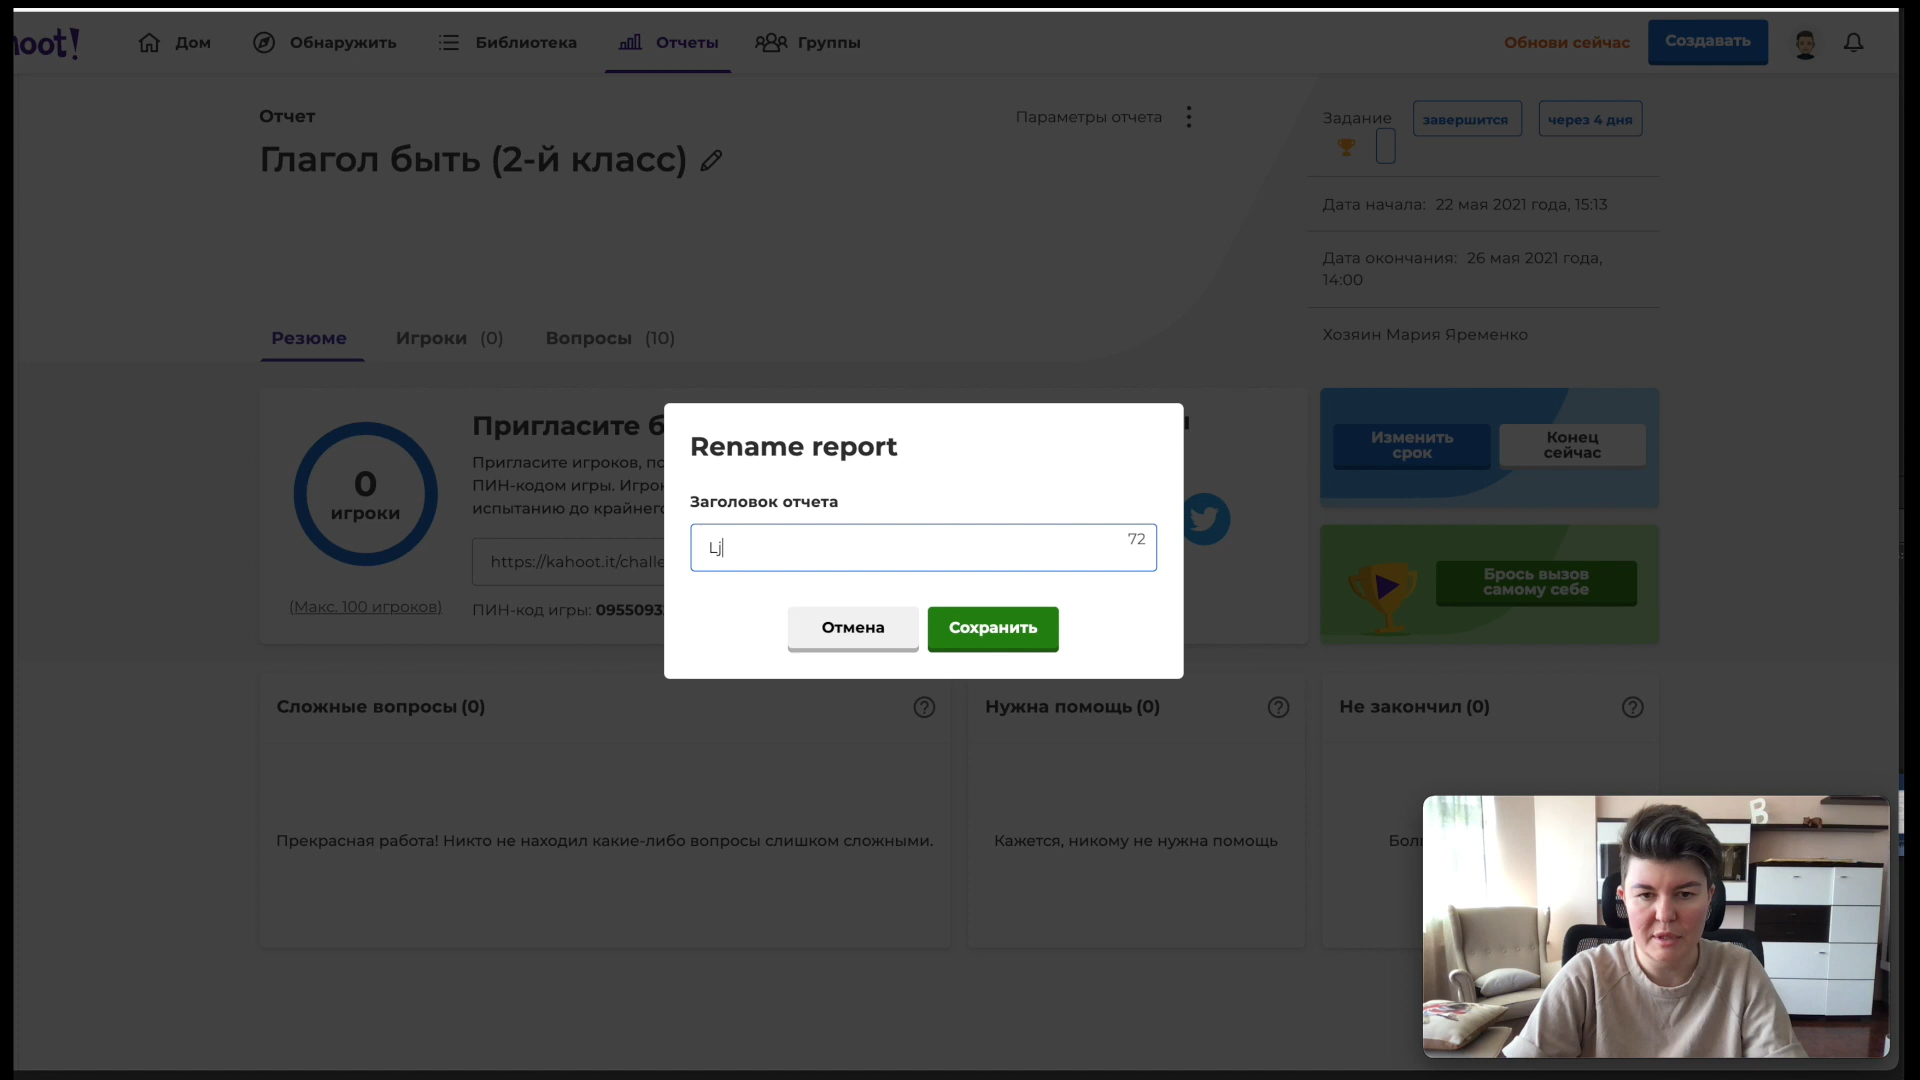 hoot!
Дом
Обнаружить
Библиотека
Отчеты
Группы
Обнови сейчас
Создавать
Отчет
Глагол быть (2-й класс)
Параметры отчета
Задание
завершится
через 4 дня
Дата начала: 22 мая 2021 года, 15:13
Дата окончания: 26 мая 2021 года,
14:00
Хозяин Мария Яременко
Резюме
Игроки (0)
Вопросы (10)
0
игроки
(Макс. 100 игроков)
Пригласите б
Пригласите игроков, по
ПИН-кодом игры. Игрок
испытанию до крайнего
https://kahoot.it/challe
ПИН-код игры: 0955093
Rename report
Заголовок отчета
Lj
72
Отмена
Сохранить
Изменить
срок
Конец
сейчас
Брось вызов
самому себе
Сложные вопросы (0)
Нужна помощь (0)
Не закончил (0)
Прекрасная работа! Никто не находил какие-либо вопросы слишком сложными.
Кажется, никому не нужна помощь
B